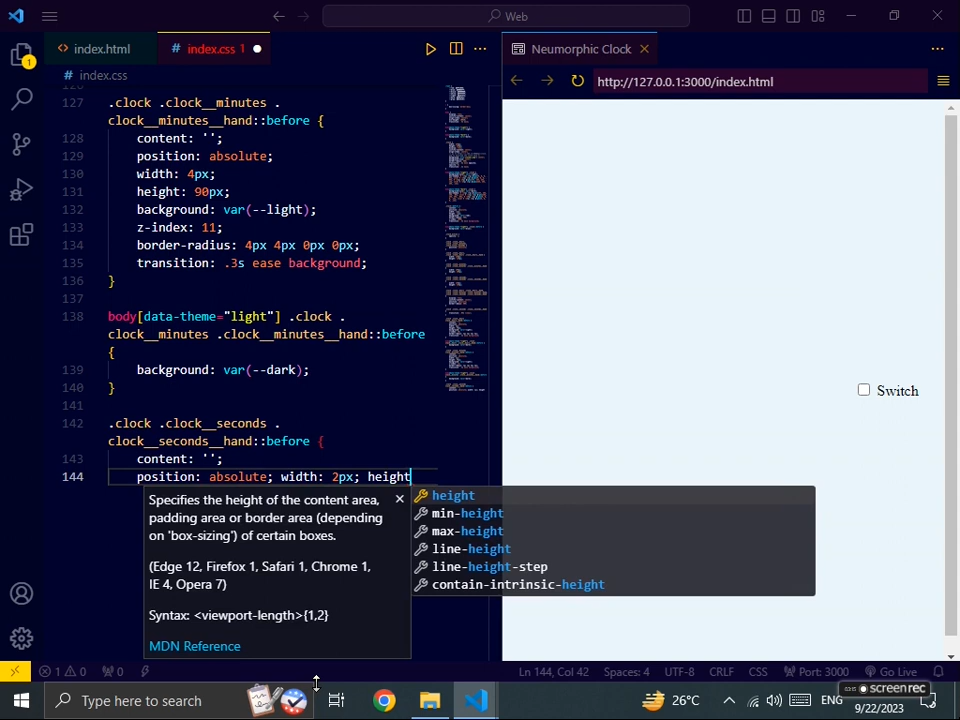 Web
index.html
# index.css 1
Neumorphic Clock
# index.css
http://127.0.0.1:3000/index.html
127 .clock .clock__minutes .
clock__minutes__hand::before {
128 content: '';
129 position: absolute;
130 width: 4px;
131 height: 90px;
132 background: var(--light);
133 z-index: 11;
134 border-radius: 4px 4px 0px 0px;
135 transition: .3s ease background;
136 }
137
138 body[data-theme="light"] .clock .
clock__minutes .clock__minutes__hand::before
{
139 background: var(--dark);
140 }
141
142 .clock .clock__seconds .
clock__seconds__hand::before {
143 content: '';
144 position: absolute; width: 2px; height
Switch
Specifies the height of the content area,
padding area or border area (depending
on 'box-sizing') of certain boxes.
(Edge 12, Firefox 1, Safari 1, Chrome 1,
IE 4, Opera 7)
Syntax: <viewport-length>{1,2}
MDN Reference
height
min-height
max-height
line-height
line-height-step
contain-intrinsic-height
1 0 0 Ln 144, Col 42 Spaces: 4 UTF-8 CRLF CSS Port: 3000 Go Live
Type here to search
26°C
ENG
screenrec
9/22/2023